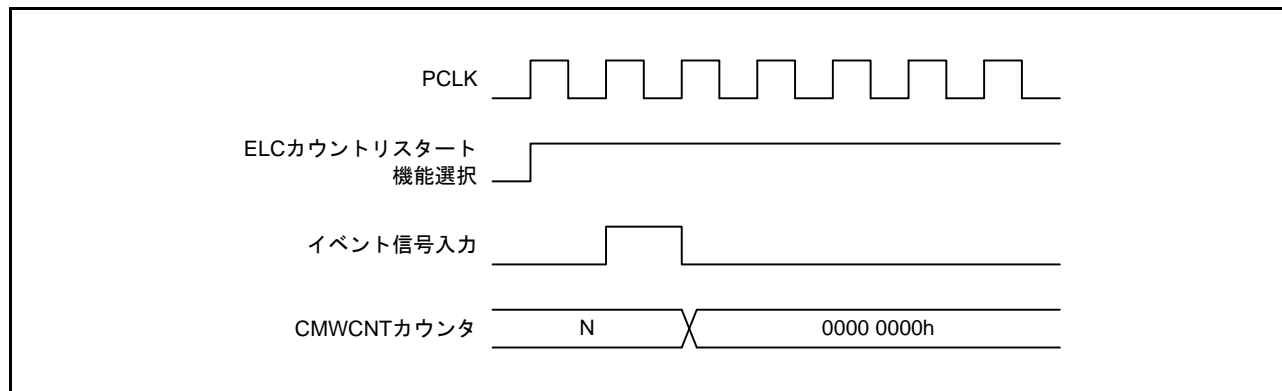 PCLK
ELCカウントリスタート
機能選択
イベント信号入力
CMWCNTカウンタ
N
0000 0000h